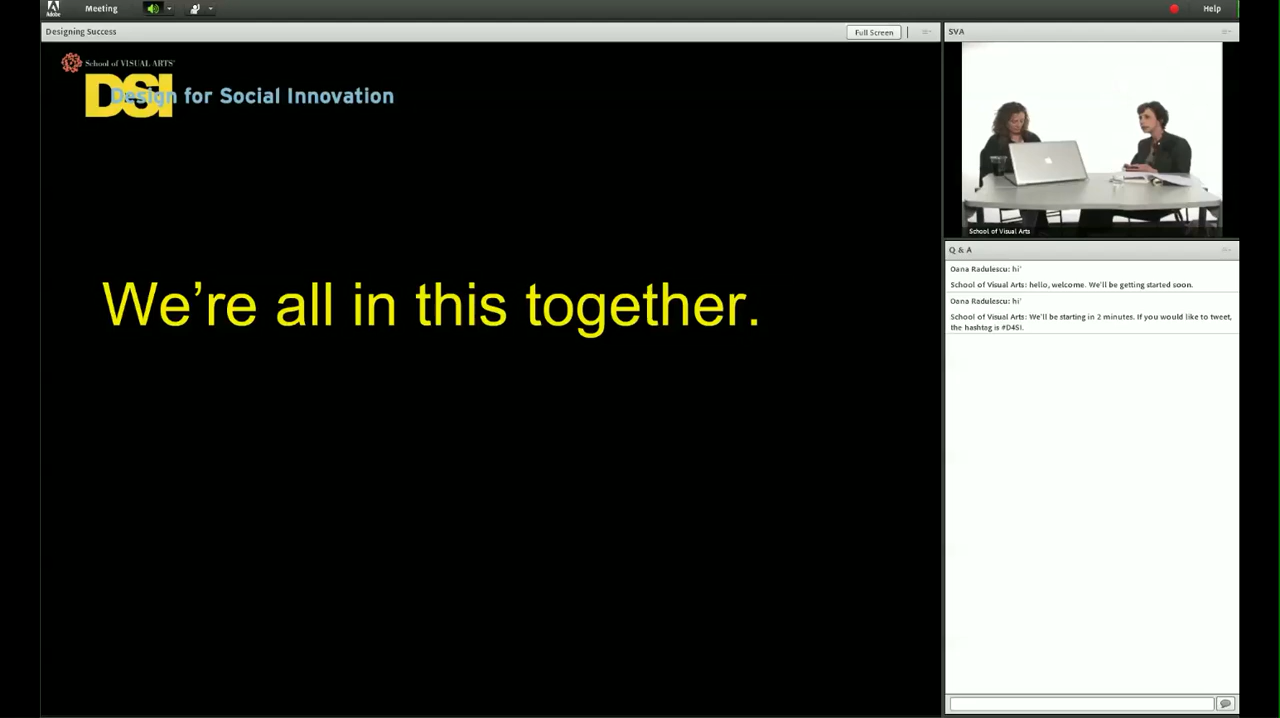 Adobe
Meeting
Help
Designing Success
Full Screen
SVA
School of VISUAL ARTS
DSI
Design for Social Innovation
We're all in this together.
School of Visual Arts
Q & A
Oana Radulescu: hi'
School of Visual Arts: hello, welcome. We'll be getting started soon.
Oana Radulescu: hi'
School of Visual Arts: We'll be starting in 2 minutes. If you would like to tweet,
the hashtag is #D4SI.